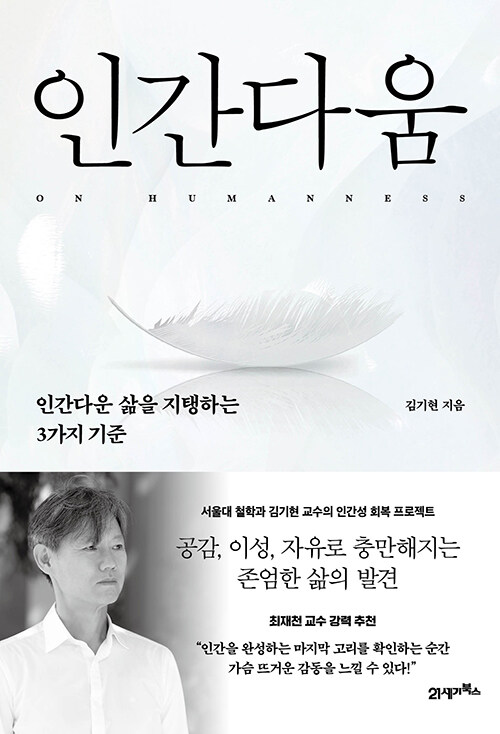 인간다움
ON HUMANNESS
인간다운 삶을 지탱하는
3가지 기준
김기현 지음
서울대 철학과 김기현 교수의 인간성 회복 프로젝트
공감, 이성, 자유로 충만해지는
존엄한 삶의 발견
최재천 교수 강력 추천
“인간을 완성하는 마지막 고리를 확인하는 순간
가슴 뜨거운 감동을 느낄 수 있다!”
21세기북스